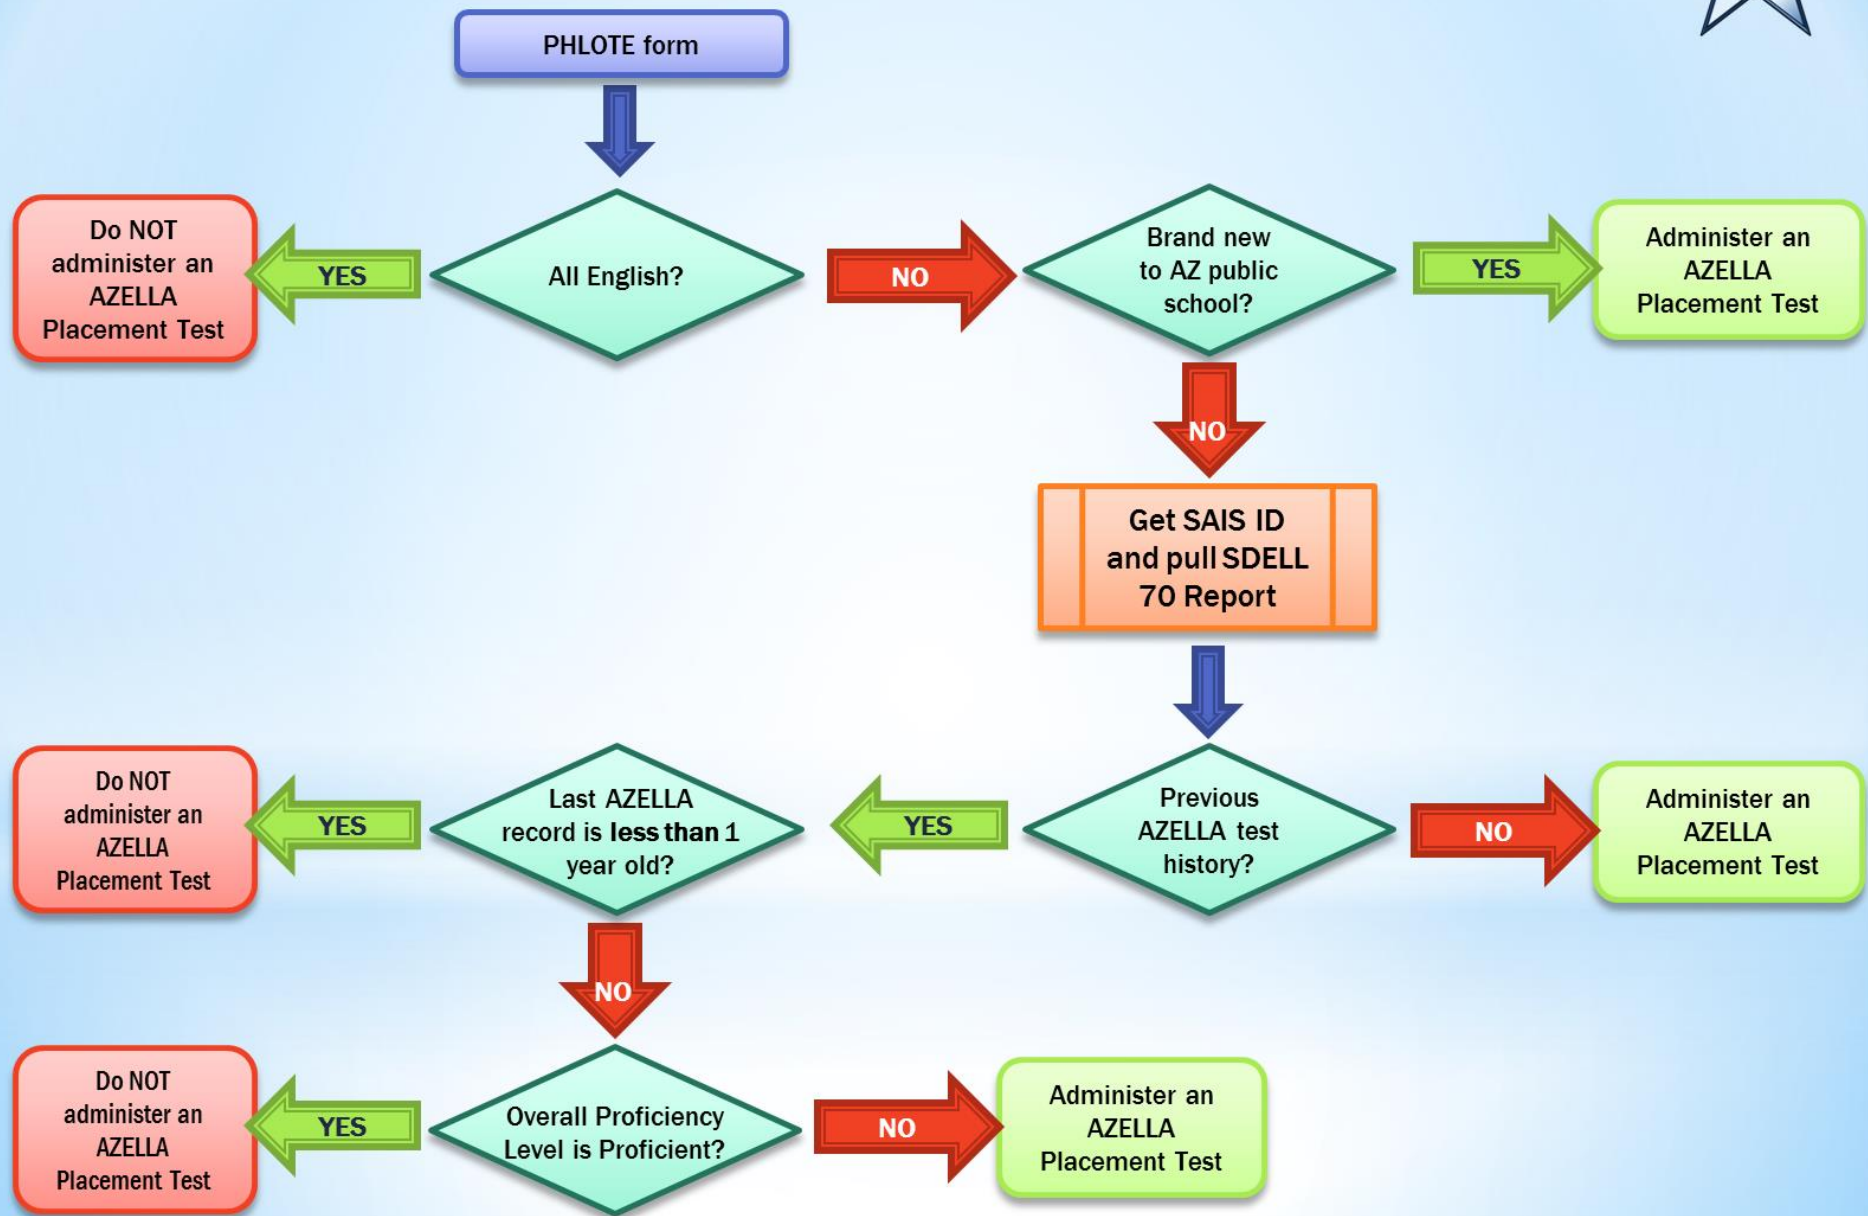 PHLOTE form
Do NOT
administer an
AZELLA
Placement Test
YES
All English?
NO
Brand new
to AZ public
school?
YES
Administer an
AZELLA
Placement Test
NO
Get SAIS ID
and pull SDELL
70 Report
Do NOT
administer an
AZELLA
Placement Test
YES
Last AZELLA
record is less than 1
year old?
YES
Previous
AZELLA test
history?
NO
Administer an
AZELLA
Placement Test
NO
Do NOT
administer an
AZELLA
Placement Test
YES
Overall Proficiency
Level is Proficient?
NO
Administer an
AZELLA
Placement Test